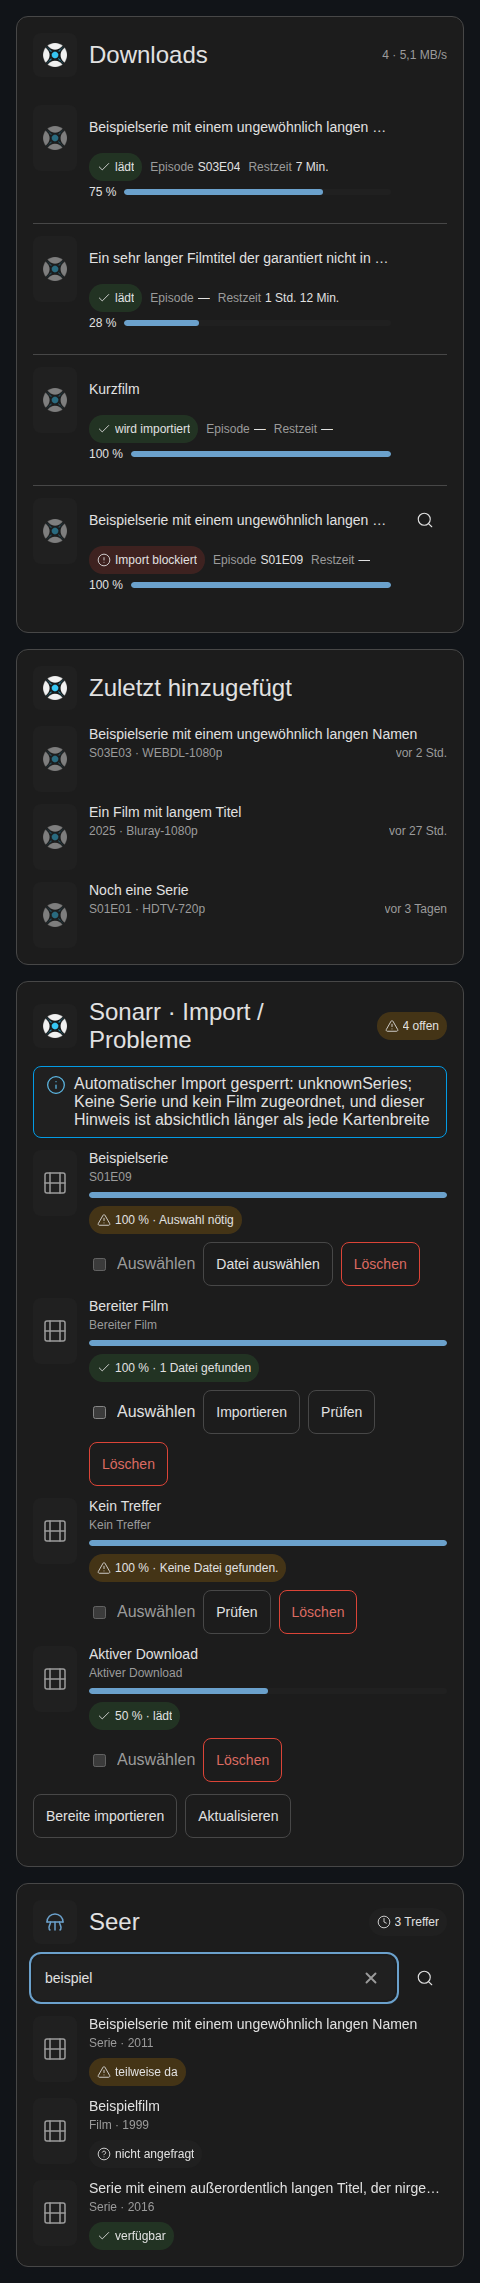 Downloads
4 · 5,1 MB/s
Beispielserie mit einem ungewöhnlich langen …
lädt Episode S03E04 Restzeit 7 Min.
75 %
Ein sehr langer Filmtitel der garantiert nicht in …
lädt Episode — Restzeit 1 Std. 12 Min.
28 %
Kurzfilm
wird importiert Episode — Restzeit —
100 %
Beispielserie mit einem ungewöhnlich langen …
Import blockiert Episode S01E09 Restzeit —
100 %
Zuletzt hinzugefügt
Beispielserie mit einem ungewöhnlich langen Namen
S03E03 · WEBDL-1080p vor 2 Std.
Ein Film mit langem Titel
2025 · Bluray-1080p vor 27 Std.
Noch eine Serie
S01E01 · HDTV-720p vor 3 Tagen
Sonarr · Import /
Probleme
4 offen
Automatischer Import gesperrt: unknownSeries;
Keine Serie und kein Film zugeordnet, und dieser
Hinweis ist absichtlich länger als jede Kartenbreite
Beispielserie
S01E09
100 % · Auswahl nötig
Auswählen Datei auswählen Löschen
Bereiter Film
Bereiter Film
100 % · 1 Datei gefunden
Auswählen Importieren Prüfen
Löschen
Kein Treffer
Kein Treffer
100 % · Keine Datei gefunden.
Auswählen Prüfen Löschen
Aktiver Download
Aktiver Download
50 % · lädt
Auswählen Löschen
Bereite importieren Aktualisieren
Seer
3 Treffer
beispiel
Beispielserie mit einem ungewöhnlich langen Namen
Serie · 2011
teilweise da
Beispielfilm
Film · 1999
nicht angefragt
Serie mit einem außerordentlich langen Titel, der nirge…
Serie · 2016
verfügbar